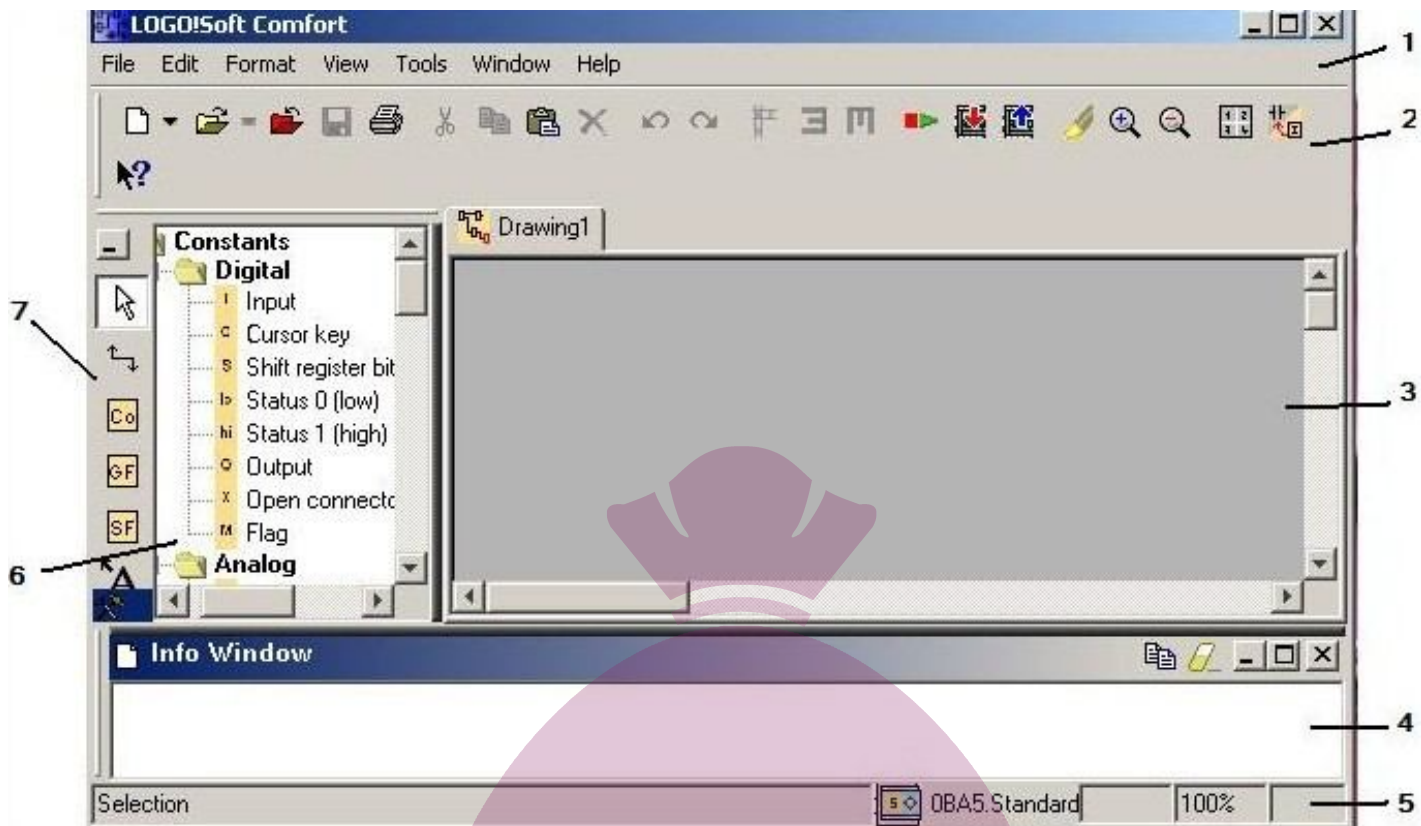 LOGO!Soft Comfort
File Edit Format View Tools Window Help
1
2
Drawing1
Constants
Digital
Input
Cursor key
Shift register bit
Status 0 (low)
Status 1 (high)
Output
Open connecto
Flag
Analog
I
C
S
lo
hi
Q
X
M
Co
GF
SF
A
7
6
3
Info Window
4
Selection
0BA5.Standard
100%
5